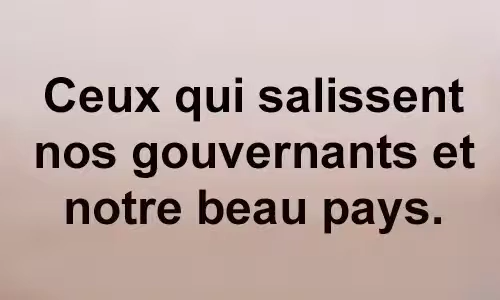 Ceux qui salissent
nos gouvernants et
notre beau pays.